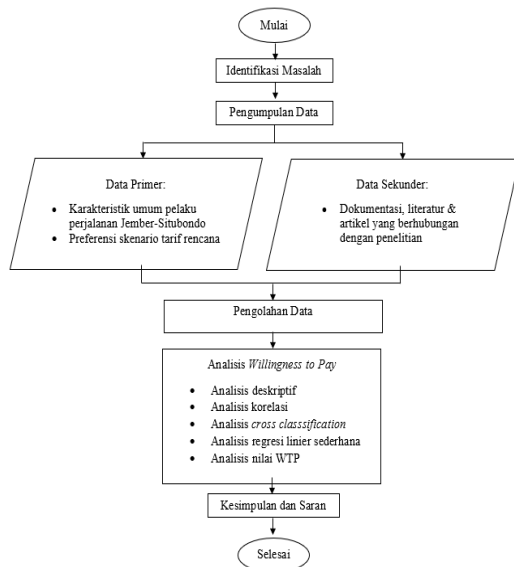 Mulai
Identifikasi Masalah
Pengumpulan Data
Data Primer:
• Karakteristik umum pelaku
perjalanan Jember-Situbondo
• Preferensi skenario tarif rencana
Data Sekunder:
• Dokumentasi, literatur &
artikel yang berhubungan
dengan penelitian
Pengolahan Data
Analisis Willingness to Pay
• Analisis deskriptif
• Analisis korelasi
• Analisis cross classsification
• Analisis regresi linier sederhana
• Analisis nilai WTP
Kesimpulan dan Saran
Selesai